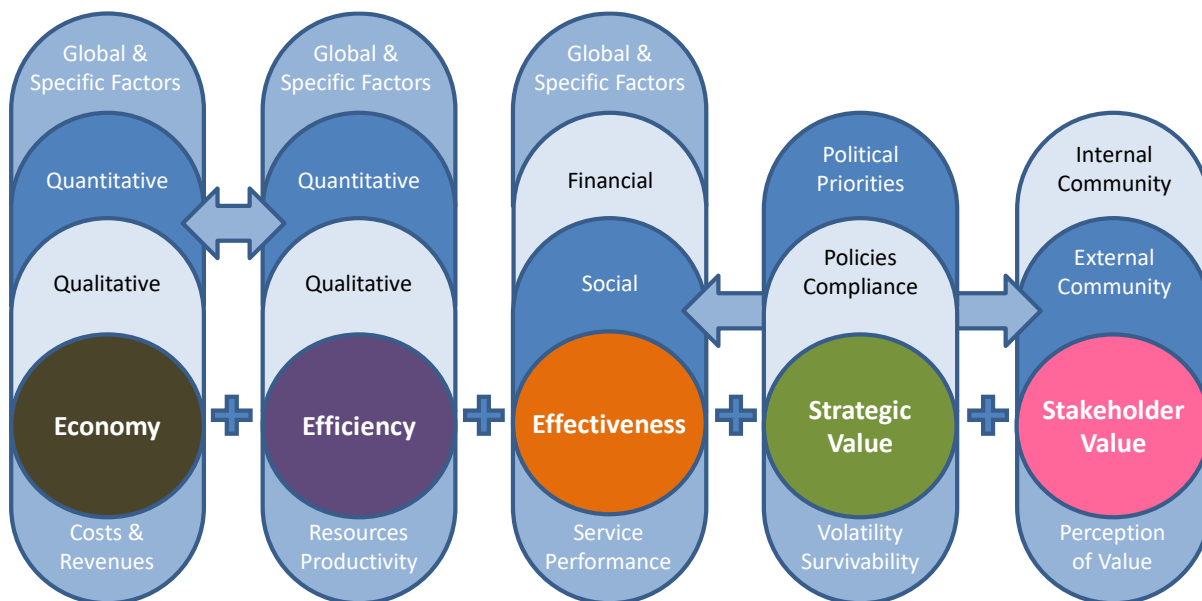 Global &
Specific Factors
Quantitative
Qualitative
Economy
Costs &
Revenues
Global &
Specific Factors
Quantitative
Qualitative
Efficiency
Resources
Productivity
Global &
Specific Factors
Financial
Social
Effectiveness
Service
Performance
Political
Priorities
Policies
Compliance
Strategic
Value
Volatility
Survivability
Internal
Community
External
Community
Stakeholder
Value
Perception
of Value